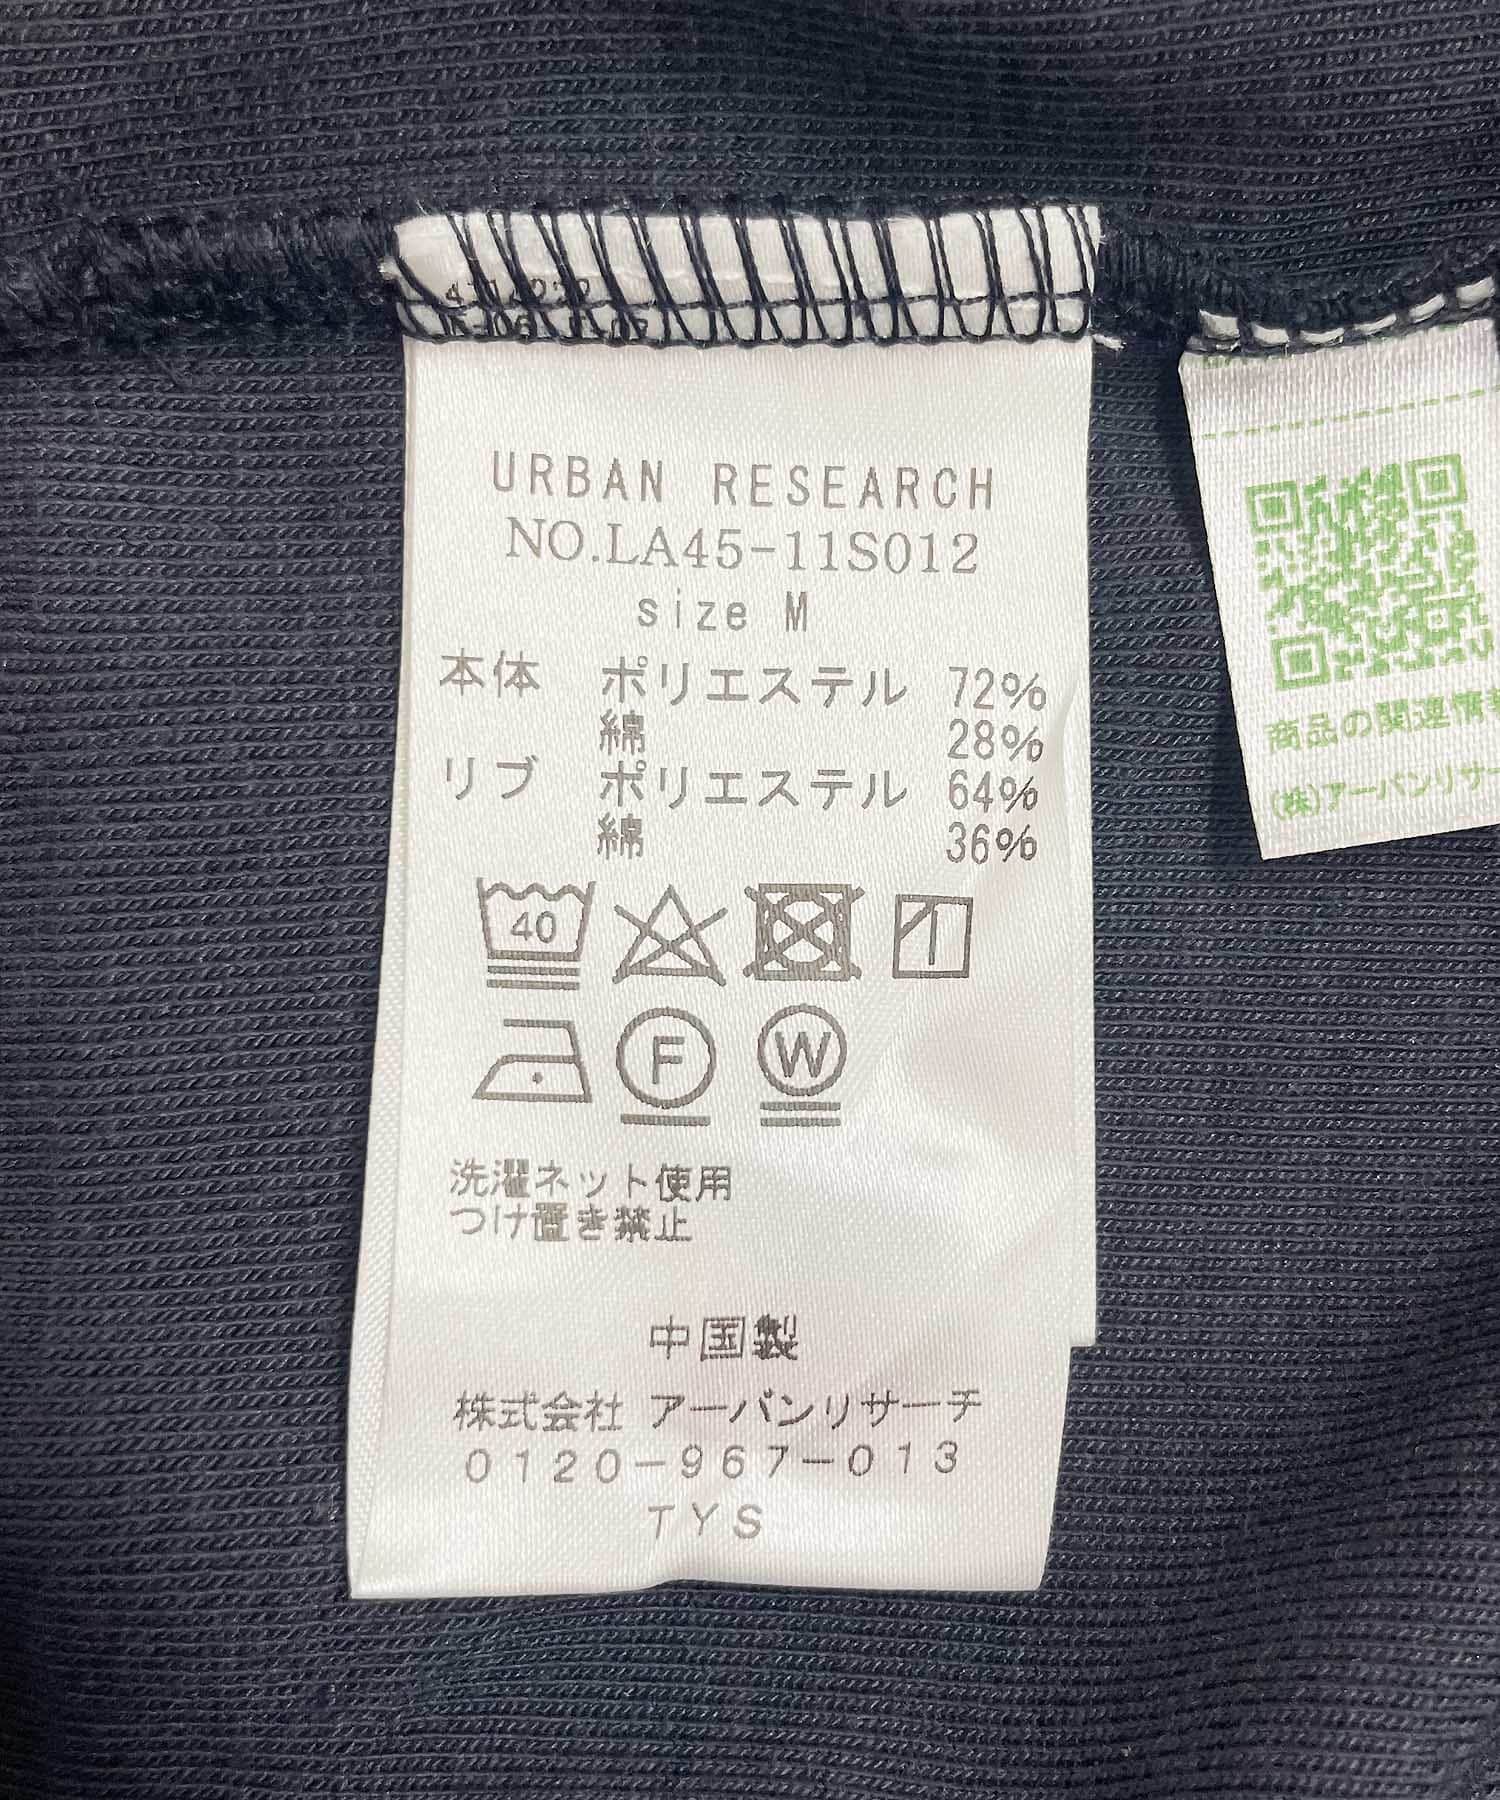 URBAN RESEARCH
NO.LA45-11S012
size M
本体 ポリエステル 72%
綿 28%
リブ ポリエステル 64%
綿 36%
40
F W
洗濯ネット使用
つけ置き禁止
中国製
株式会社 アーバンリサーチ
0120-967-013
TYS
商品の関連情報
(株)アーバンリサー